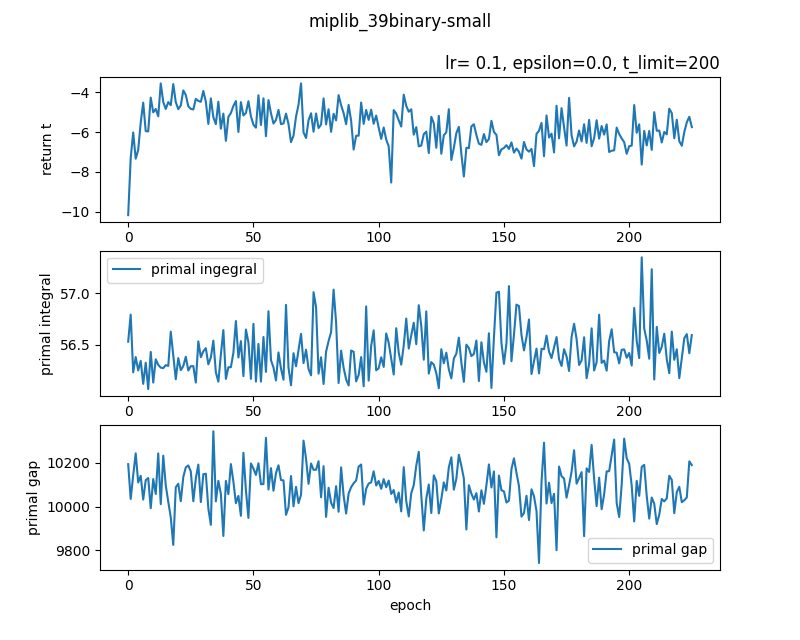 miplib_39binary-small
lr= 0.1, epsilon=0.0, t_limit=200
return t
−4
−6
−8
−10
0 50 100 150 200
primal integral
primal ingegral
57.0
56.5
0 50 100 150 200
primal gap
10200
10000
9800
primal gap
0 50 100 150 200
epoch